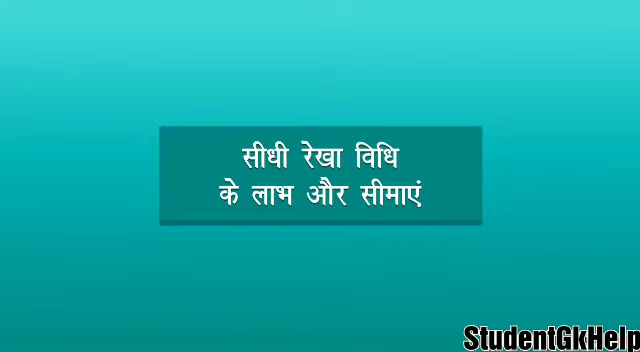 सीधी रेखा विधि
के लाभ और सीमाएं
StudentGkHelp